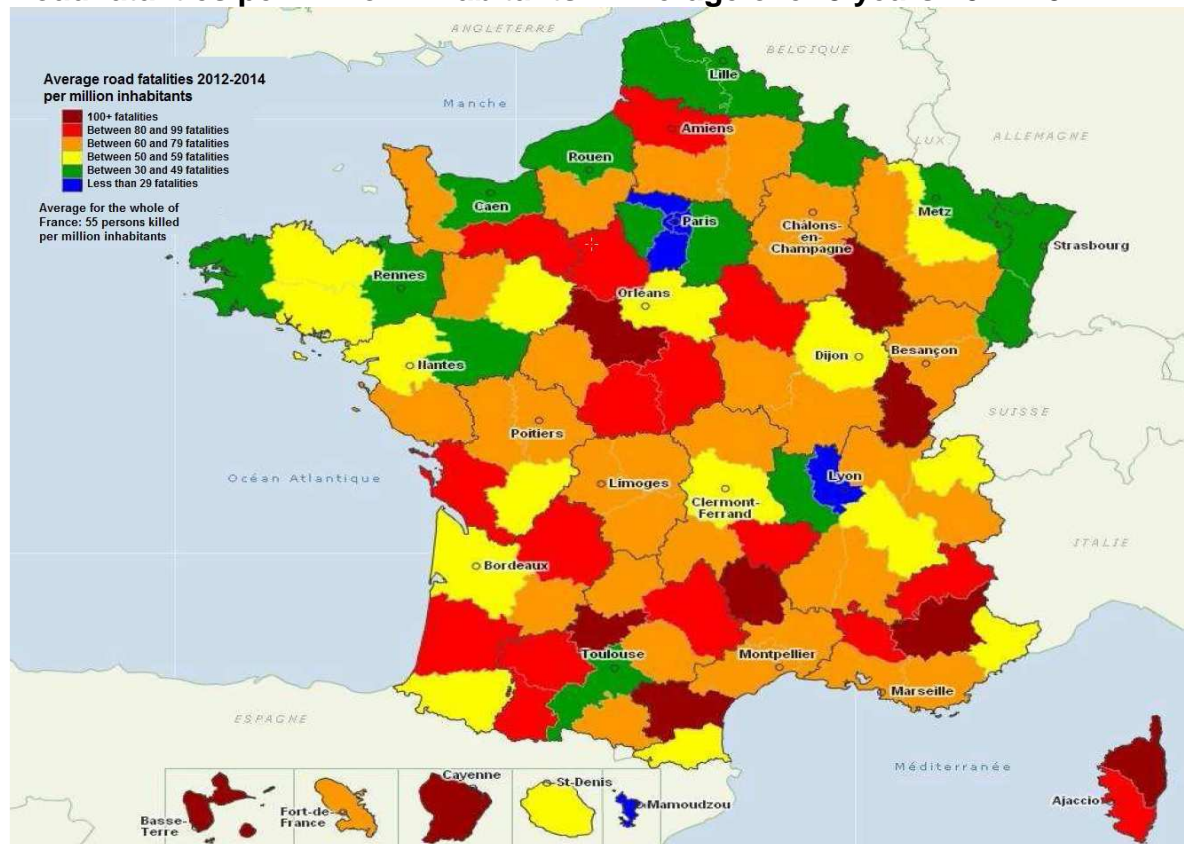 ANGLETERRE
BELGIQUE
Average road fatalities 2012-2014
per million inhabitants
100+ fatalities
Between 80 and 99 fatalities
Between 60 and 79 fatalities
Between 50 and 59 fatalities
Between 30 and 49 fatalities
Less than 29 fatalities
Average for the whole of
France: 55 persons killed
per million inhabitants
Manche
Lille
Amiens
LUX.
ALLEMAGNE
Rouen
Caen
Paris
Metz
Châlons-
en-
Champagne
Strasbourg
Rennes
Orléans
Dijon
Besançon
Nantes
SUISSE
Poitiers
Océan Atlantique
Limoges
Lyon
Clermont-
Ferrand
ITALIE
Bordeaux
Toulouse
Montpellier
Marseille
ESPAGNE
Méditerranée
Ajaccio
Basse-
Terre
Fort-de-
France
Cayenne
St-Denis
Mamoudzou